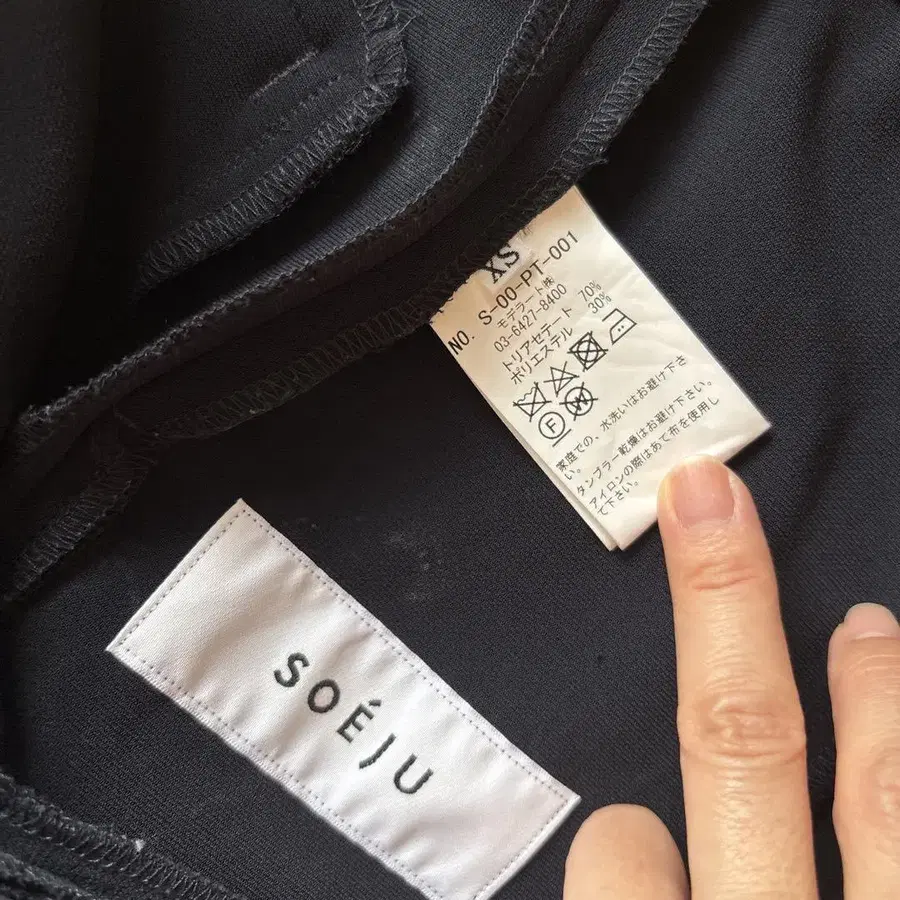 XS
NO. S-00-PT-001
モデラート㈱
03-6427-8400
トリアセテート 70%
ポリエステル 30%
F
家庭での、水洗いはお避け下さ
い。
タンブラー乾燥はお避け下さい。
アイロンの際はあて布を使用し
て下さい。
SOÉJU